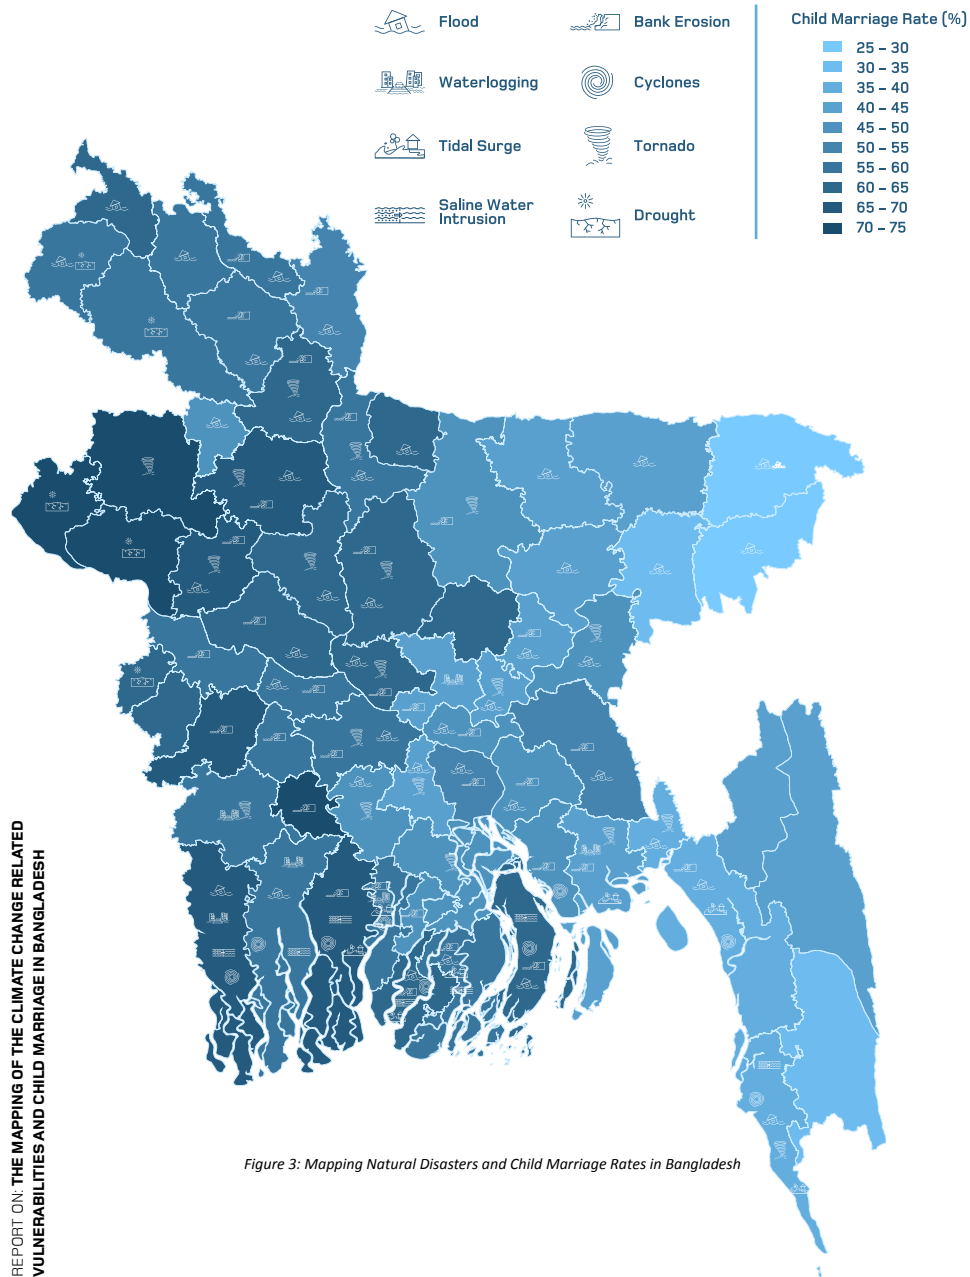 Flood
Bank Erosion
Waterlogging
Cyclones
Tidal Surge
Tornado
Saline Water
Intrusion
Drought
Child Marriage Rate (%)
25 – 30
30 – 35
35 – 40
40 – 45
45 – 50
50 – 55
55 – 60
60 – 65
65 – 70
70 – 75
Figure 3: Mapping Natural Disasters and Child Marriage Rates in Bangladesh
REPORT ON: THE MAPPING OF THE CLIMATE CHANGE RELATED
VULNERABILITIES AND CHILD MARRIAGE IN BANGLADESH